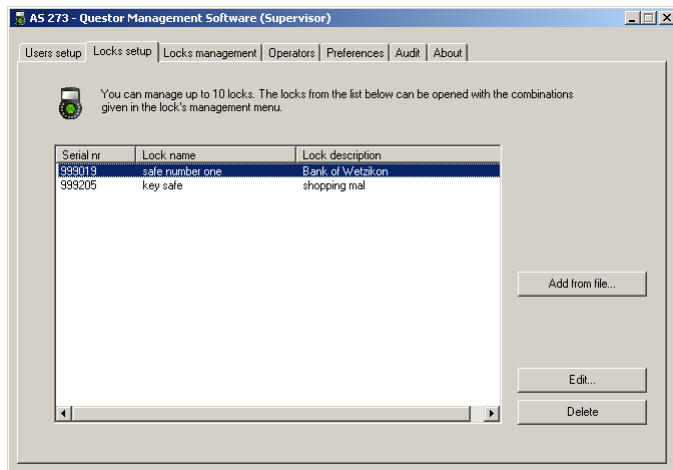 AS 273 - Questor Management Software (Supervisor)
Users setup Locks setup Locks management Operators Preferences Audit About
You can manage up to 10 locks. The locks from the list below can be opened with the combinations
given in the lock's management menu.
Serial nr Lock name Lock description
999019 safe number one Bank of Wetzikon
999205 key safe shopping mal
Add from file...
Edit...
Delete